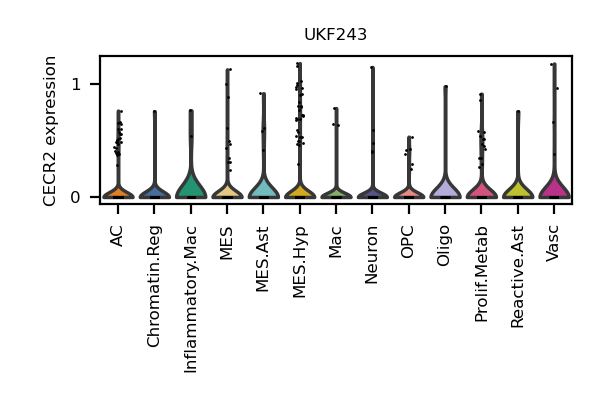 UKF243
CECR2 expression
1
0
AC
Chromatin.Reg
Inflammatory.Mac
MES
MES.Ast
MES.Hyp
Mac
Neuron
OPC
Oligo
Prolif.Metab
Reactive.Ast
Vasc